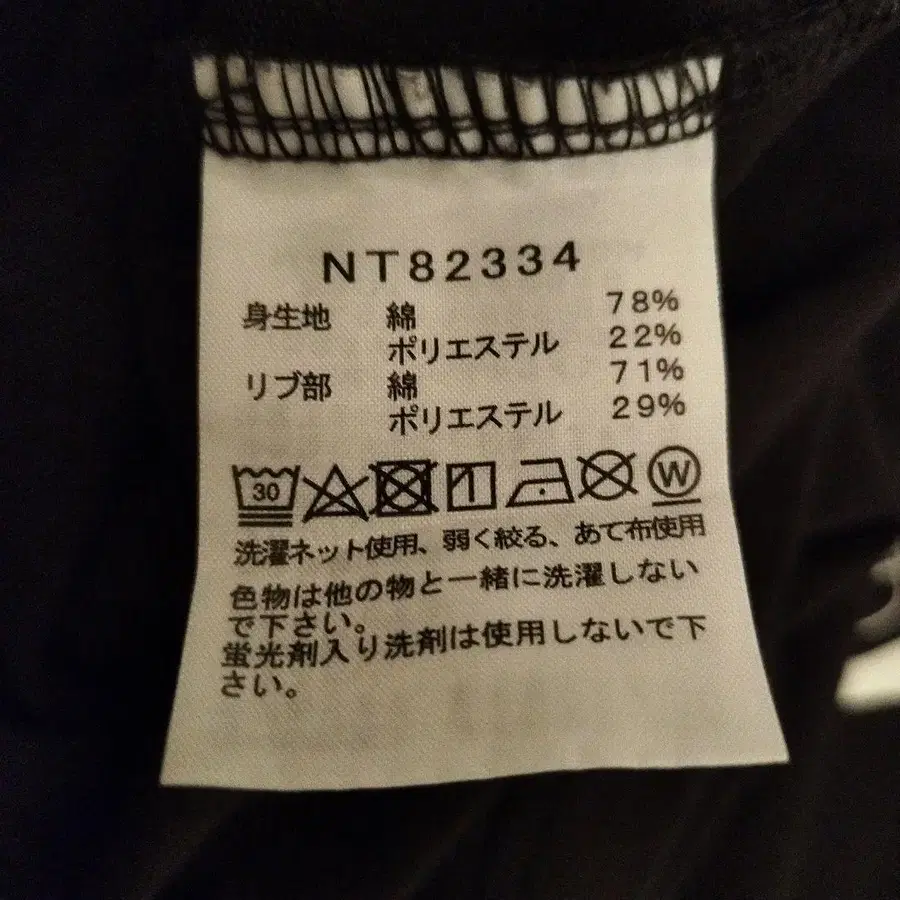 NT82334
身生地 綿 78%
ポリエステル 22%
リブ部 綿 71%
ポリエステル 29%
30 W
洗濯ネット使用、弱く絞る、あて布使用
色物は他の物と一緒に洗濯しない
で下さい。
蛍光剤入り洗剤は使用しないで下
さい。